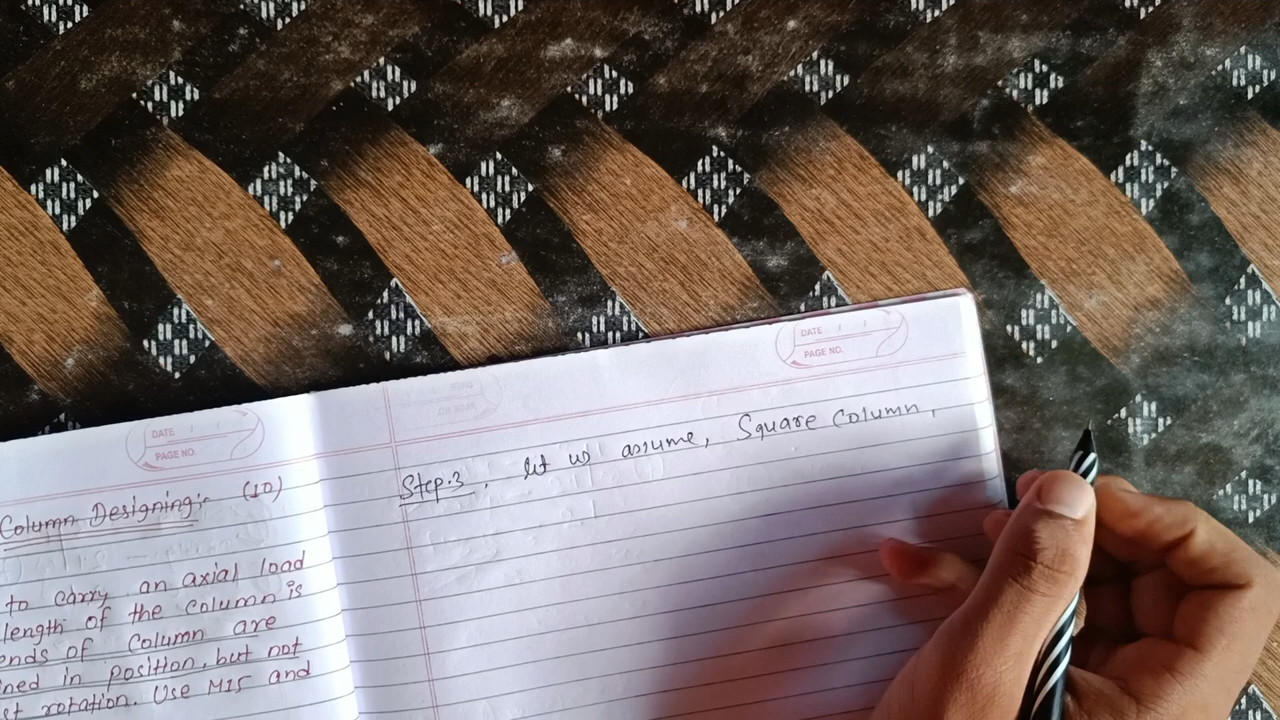 DATE / /
PAGE NO.
Column Designing:- (10)
to carry an axial load
length of the column is
ends of column are
ined in position, but not
st rotation. Use M15 and
DATE / /
PAGE NO.
Step.3, let us assume, Square column,